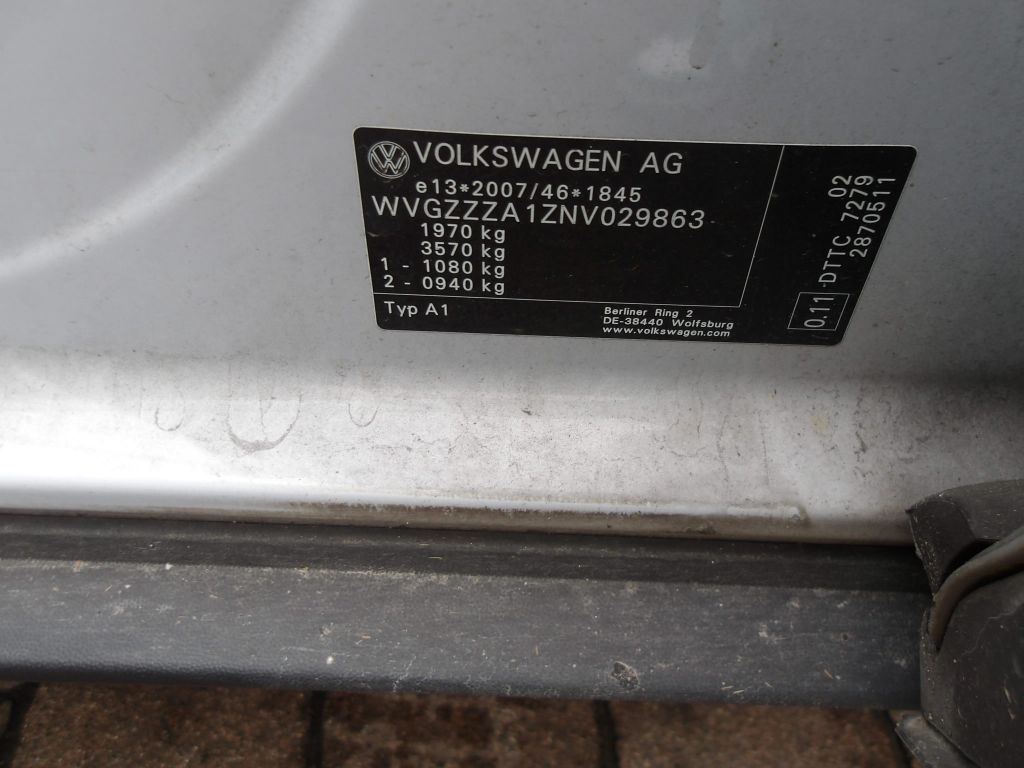 VOLKSWAGEN AG
e13*2007/46*1845
WVGZZZA1ZNV029863
1970 kg
3570 kg
1 - 1080 kg
2 - 0940 kg
Typ A1
Berliner Ring 2
DE-38440 Wolfsburg
www.volkswagen.com
0.11 DTTC 7279 02
2870511